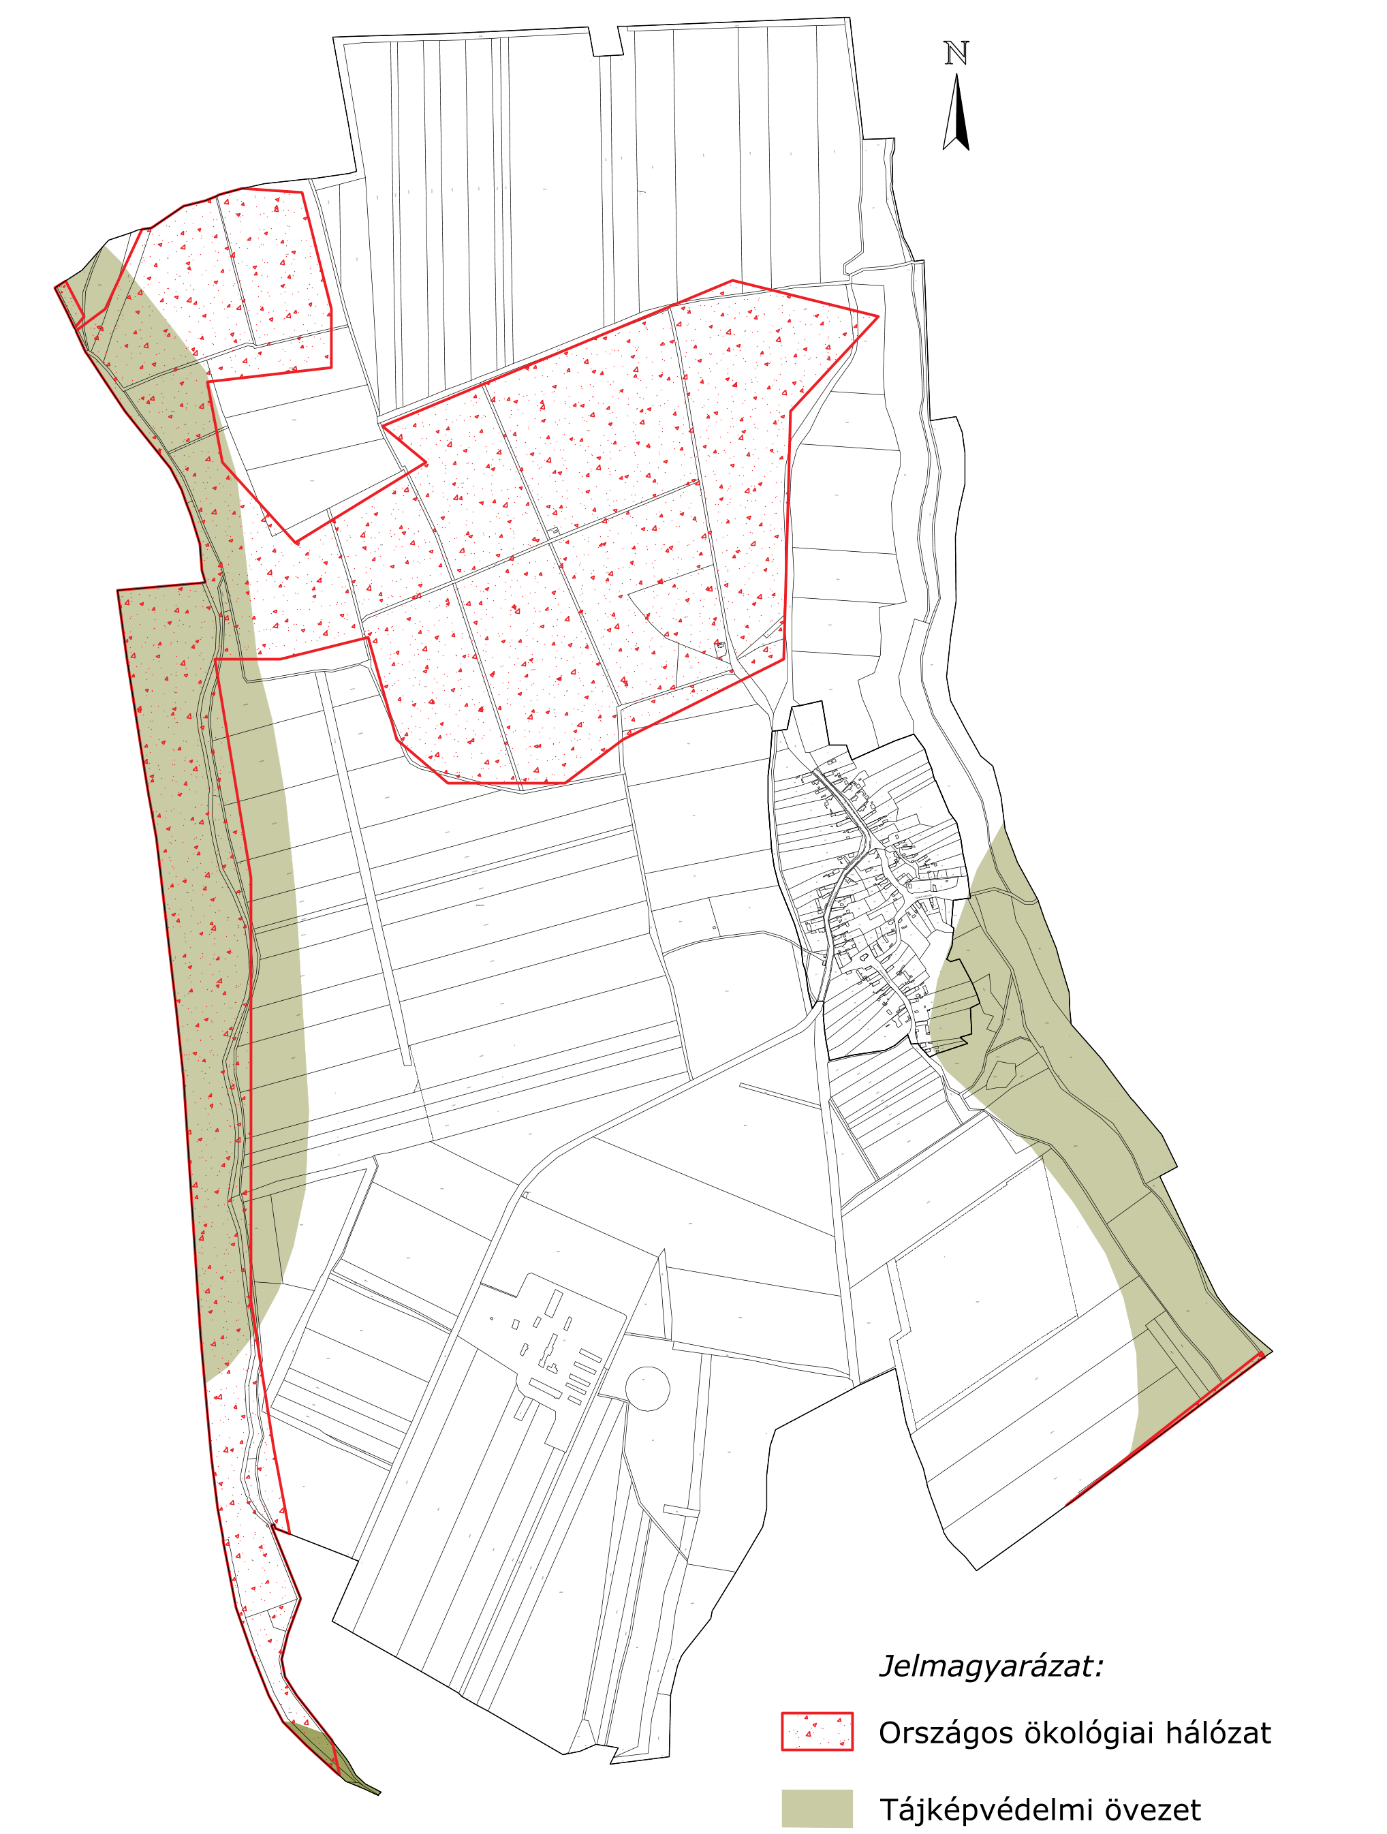 N
Jelmagyarázat:
Országos ökológiai hálózat
Tájképvédelmi övezet